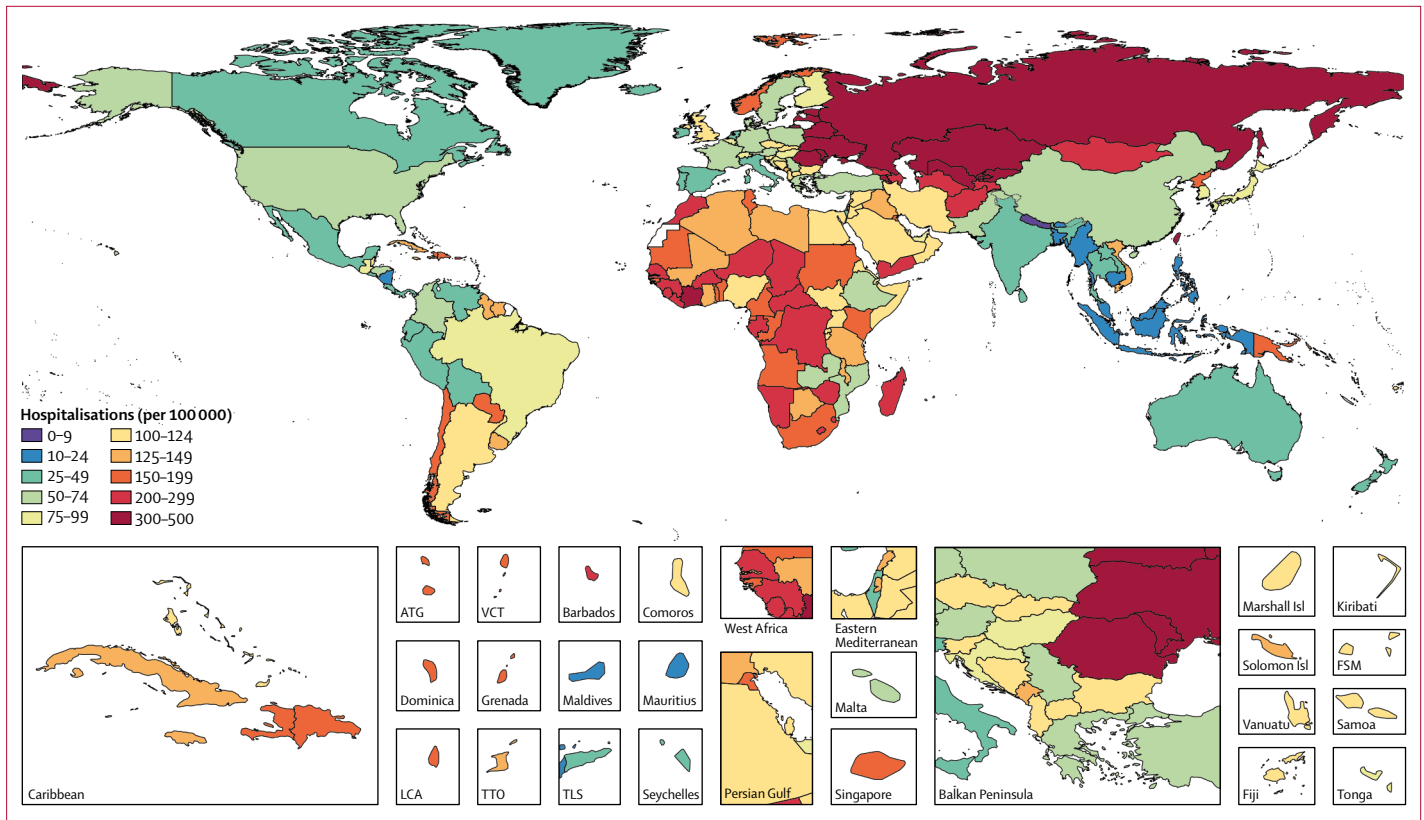 Hospitalisations (per 100 000)
0–9
10–24
25–49
50–74
75–99
100–124
125–149
150–199
200–299
300–500
Caribbean
ATG
VCT
Barbados
Comoros
West Africa
Eastern
Mediterranean
Dominica
Grenada
Maldives
Mauritius
LCA
TTO
TLS
Seychelles
Persian Gulf
Malta
Singapore
Balkan Peninsula
Marshall Isl
Kiribati
Solomon Isl
FSM
Vanuatu
Samoa
Fiji
Tonga